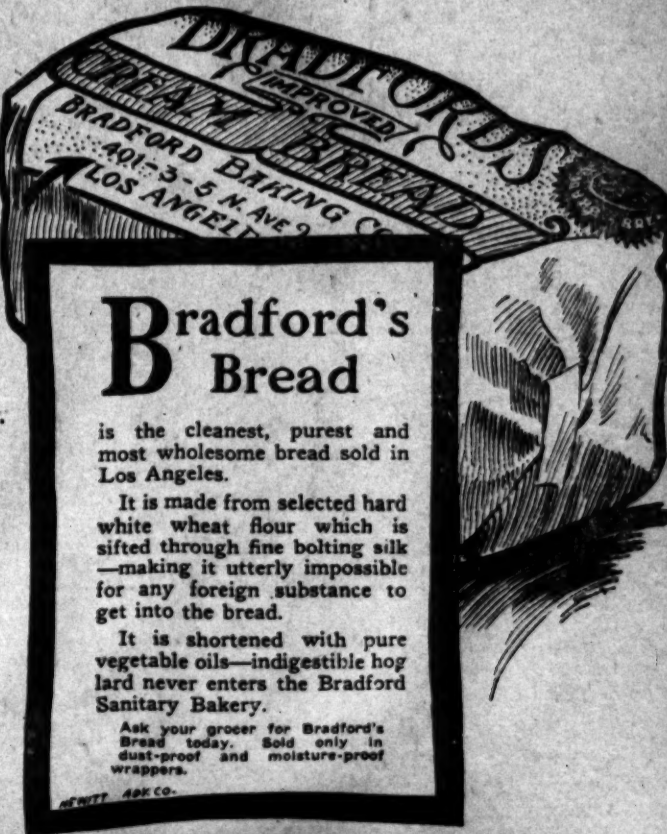 BRADFORD'S
IMPROVED
CREAM BREAD
BRADFORD BAKING CO
401-3-5 N. AVE
LOS ANGEL
Bradford's
Bread
is the cleanest, purest and
most wholesome bread sold in
Los Angeles.
It is made from selected hard
white wheat flour which is
sifted through fine bolting silk
—making it utterly impossible
for any foreign substance to
get into the bread.
It is shortened with pure
vegetable oils—indigestible hog
lard never enters the Bradford
Sanitary Bakery.
Ask your grocer for Bradford's
Bread today. Sold only in
dust-proof and moisture-proof
wrappers.
HEWITT ADV. CO.